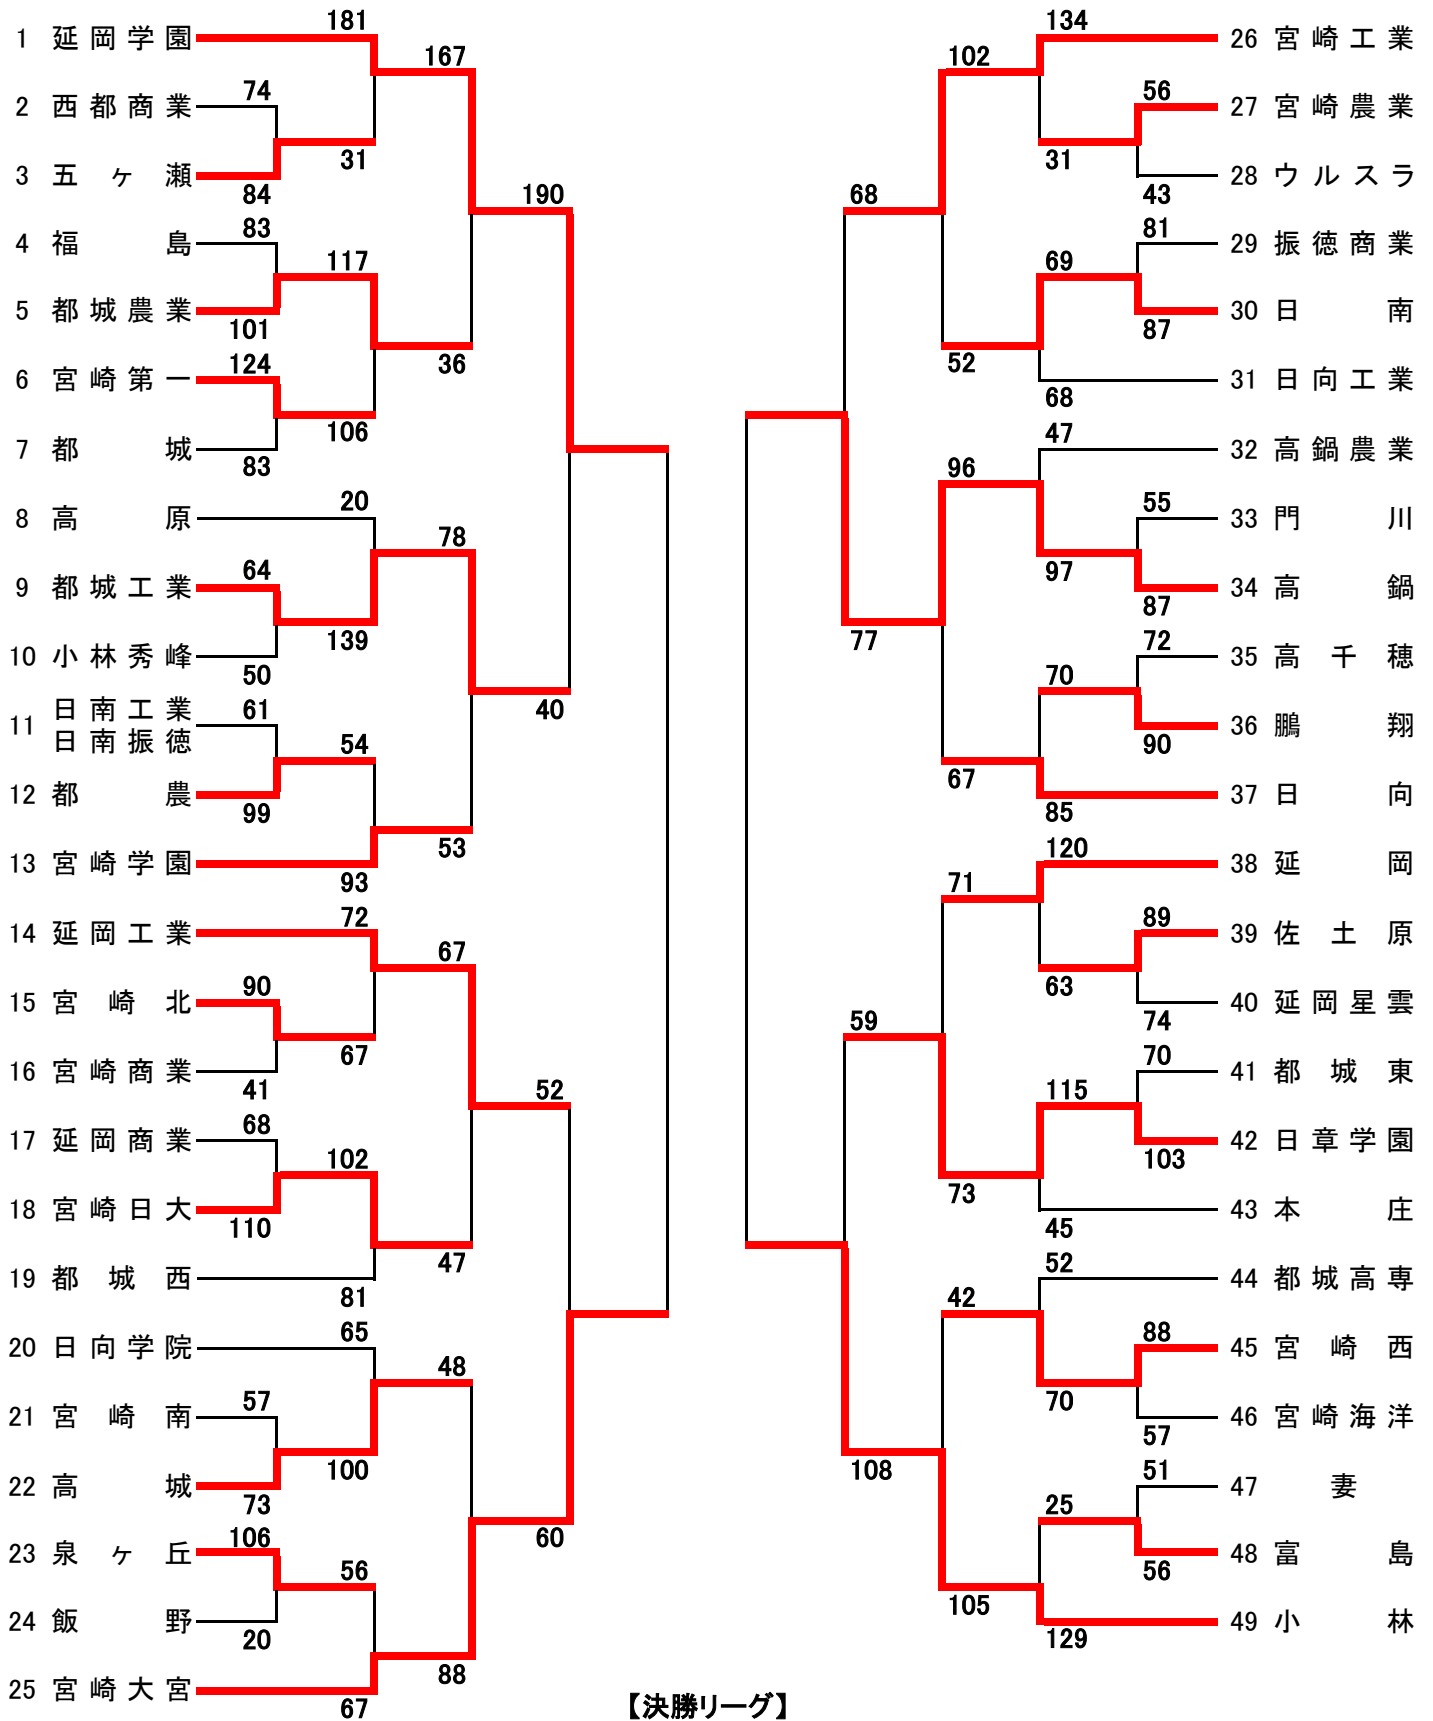 1 延岡学園 181
167
2 西都商業 74
31
3 五ヶ瀬 84
190
4 福島 83
117
5 都城農業 101
36
6 宮崎第一 124
106
7 都城 83
8 高原 20
78
9 都城工業 64
139
10 小林秀峰 50
40
11 日南工業
日南振徳 61
54
12 都農 99
53
13 宮崎学園 93
14 延岡工業 72
67
15 宮崎北 90
67
16 宮崎商業 41
52
17 延岡商業 68
102
18 宮崎日大 110
47
19 都城西 81
20 日向学院 65
48
21 宮崎南 57
100
22 高城 73
60
23 泉ヶ丘 106
56
24 飯野 20
88
25 宮崎大宮 67
134 26 宮崎工業
102
56 27 宮崎農業
31
43 28 ウルスラ
68
81 29 振徳商業
69
87 30 日南
52
68 31 日向工業
47 32 高鍋農業
96
55 33 門川
97
87 34 高鍋
77
72 35 高千穂
70
90 36 鵬翔
67
85 37 日向
120 38 延岡
71
89 39 佐土原
63
74 40 延岡星雲
59
70 41 都城東
115
103 42 日章学園
73
45 43 本庄
52 44 都城高専
42
88 45 宮崎西
70
57 46 宮崎海洋
108
51 47 妻
25
56 48 富島
105
129 49 小林
【決勝リーグ】